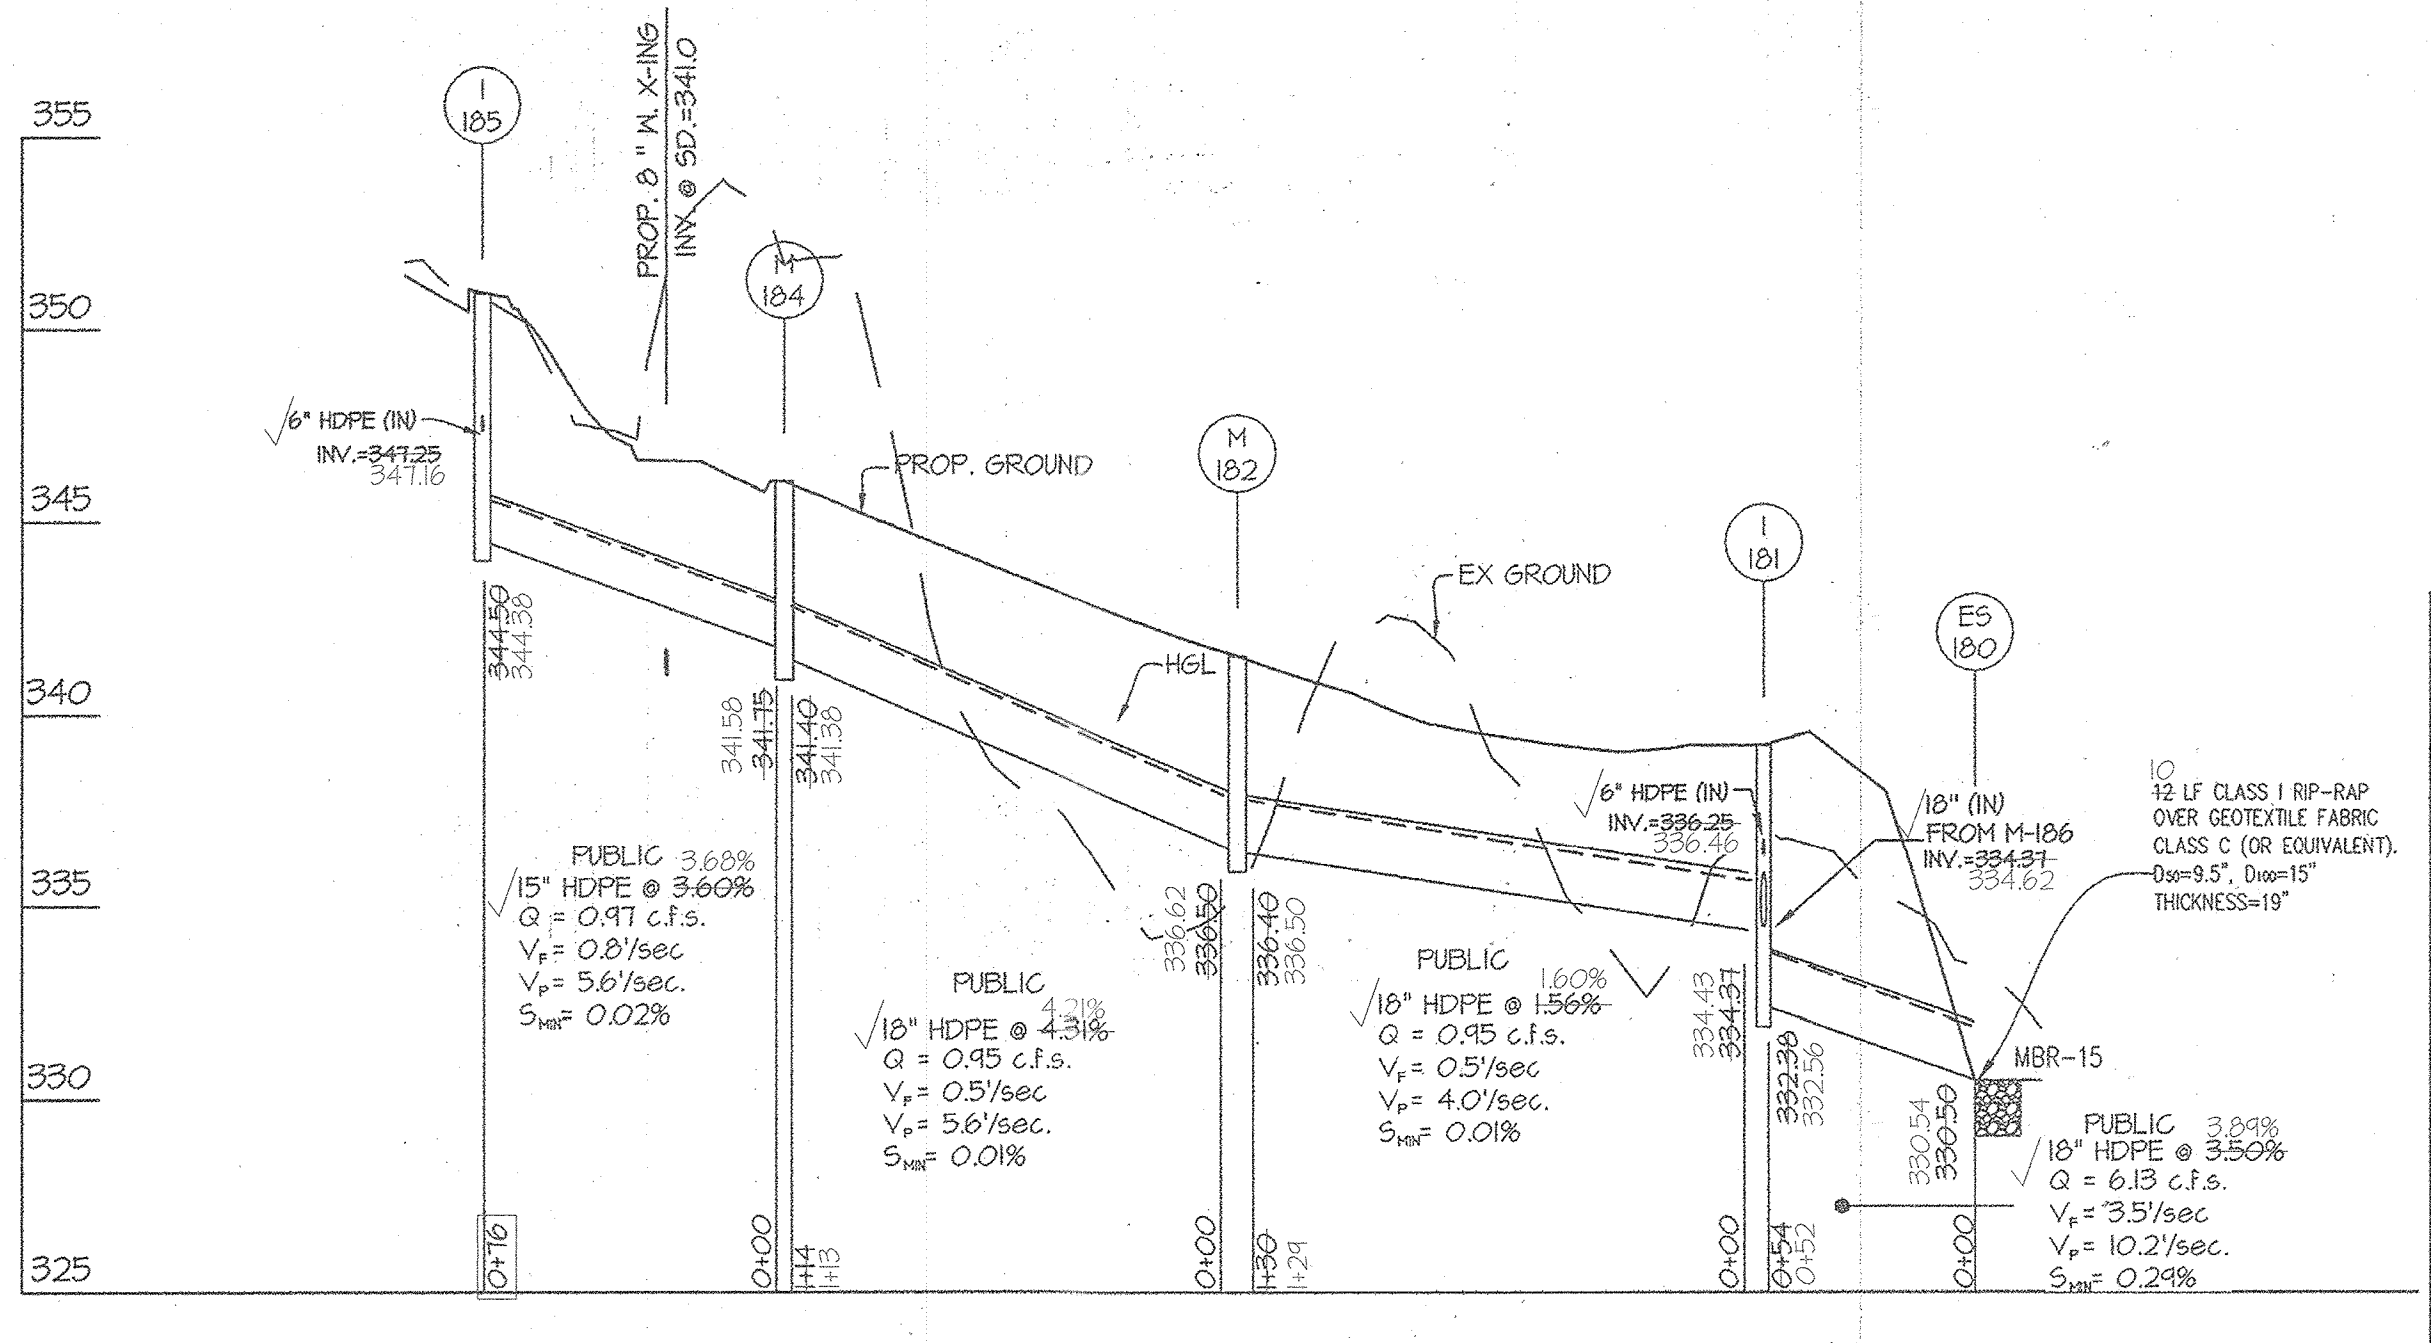 355
350
345
340
335
330
325
I
185
PROP. 8 " W. X-ING
INV. @ SD.=341.0
M
184
M
182
I
181
ES
180
√6" HDPE (IN)
INV.=347.25
347.16
PROP. GROUND
EX GROUND
HGL
344.50
344.38
341.58
341.75
341.40
341.38
336.62
336.50
336.40
336.50
334.43
334.37
332.38
332.56
330.54
330.50
√6" HDPE (IN)
INV.=336.25
336.46
√18" (IN)
FROM M-186
INV.=334.37
334.62
10
12 LF CLASS I RIP-RAP
OVER GEOTEXTILE FABRIC
CLASS C (OR EQUIVALENT).
D50=9.5", D100=15"
THICKNESS=19"
MBR-15
PUBLIC 3.68%
√15" HDPE @ 3.60%
Q = 0.97 c.f.s.
VF= 0.8'/sec
VP= 5.6'/sec.
SMIN= 0.02%
PUBLIC
4.21%
√18" HDPE @ 4.31%
Q = 0.95 c.f.s.
VF= 0.5'/sec
VP= 5.6'/sec.
SMIN= 0.01%
PUBLIC
1.60%
√18" HDPE @ 1.56%
Q = 0.95 c.f.s.
VF= 0.5'/sec
VP= 4.0'/sec.
SMIN= 0.01%
PUBLIC 3.89%
√18" HDPE @ 3.50%
Q = 6.13 c.f.s.
VF= 3.5'/sec
VP= 10.2'/sec.
SMIN= 0.29%
0+76
0+00
1+14
1+13
0+00
1+30
1+29
0+00
0+54
0+52
0+00